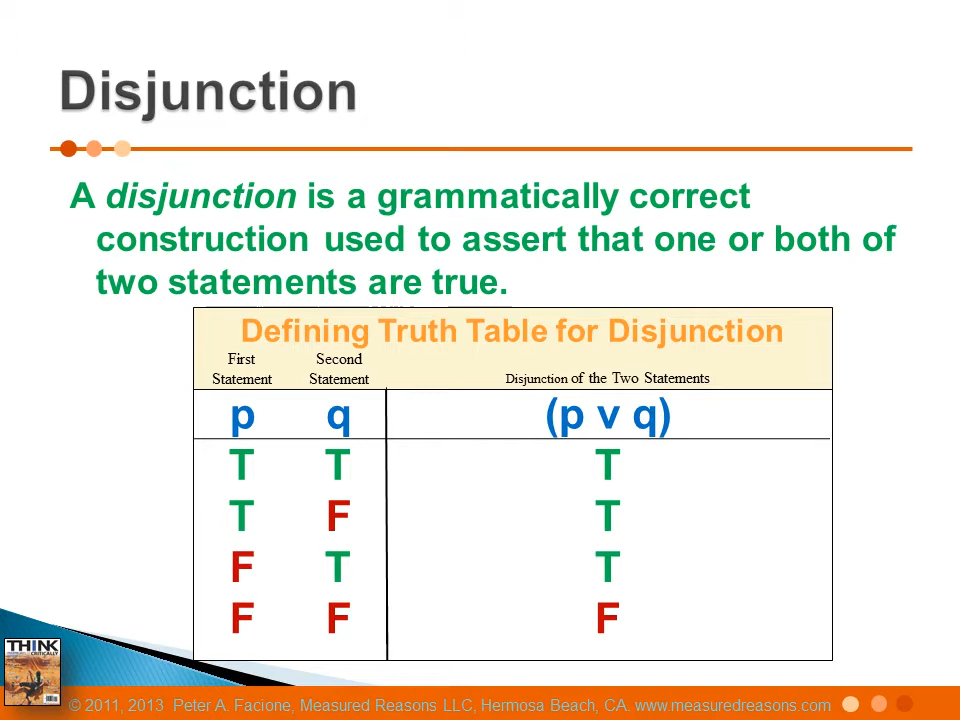 Disjunction
A disjunction is a grammatically correct
construction used to assert that one or both of
two statements are true.
Defining Truth Table for Disjunction
First Statement Second Statement Disjunction of the Two Statements
p q (p v q)
T T T
T F T
F T T
F F F
THINK
CRITICALLY
© 2011, 2013 Peter A. Facione, Measured Reasons LLC, Hermosa Beach, CA. www.measuredreasons.com